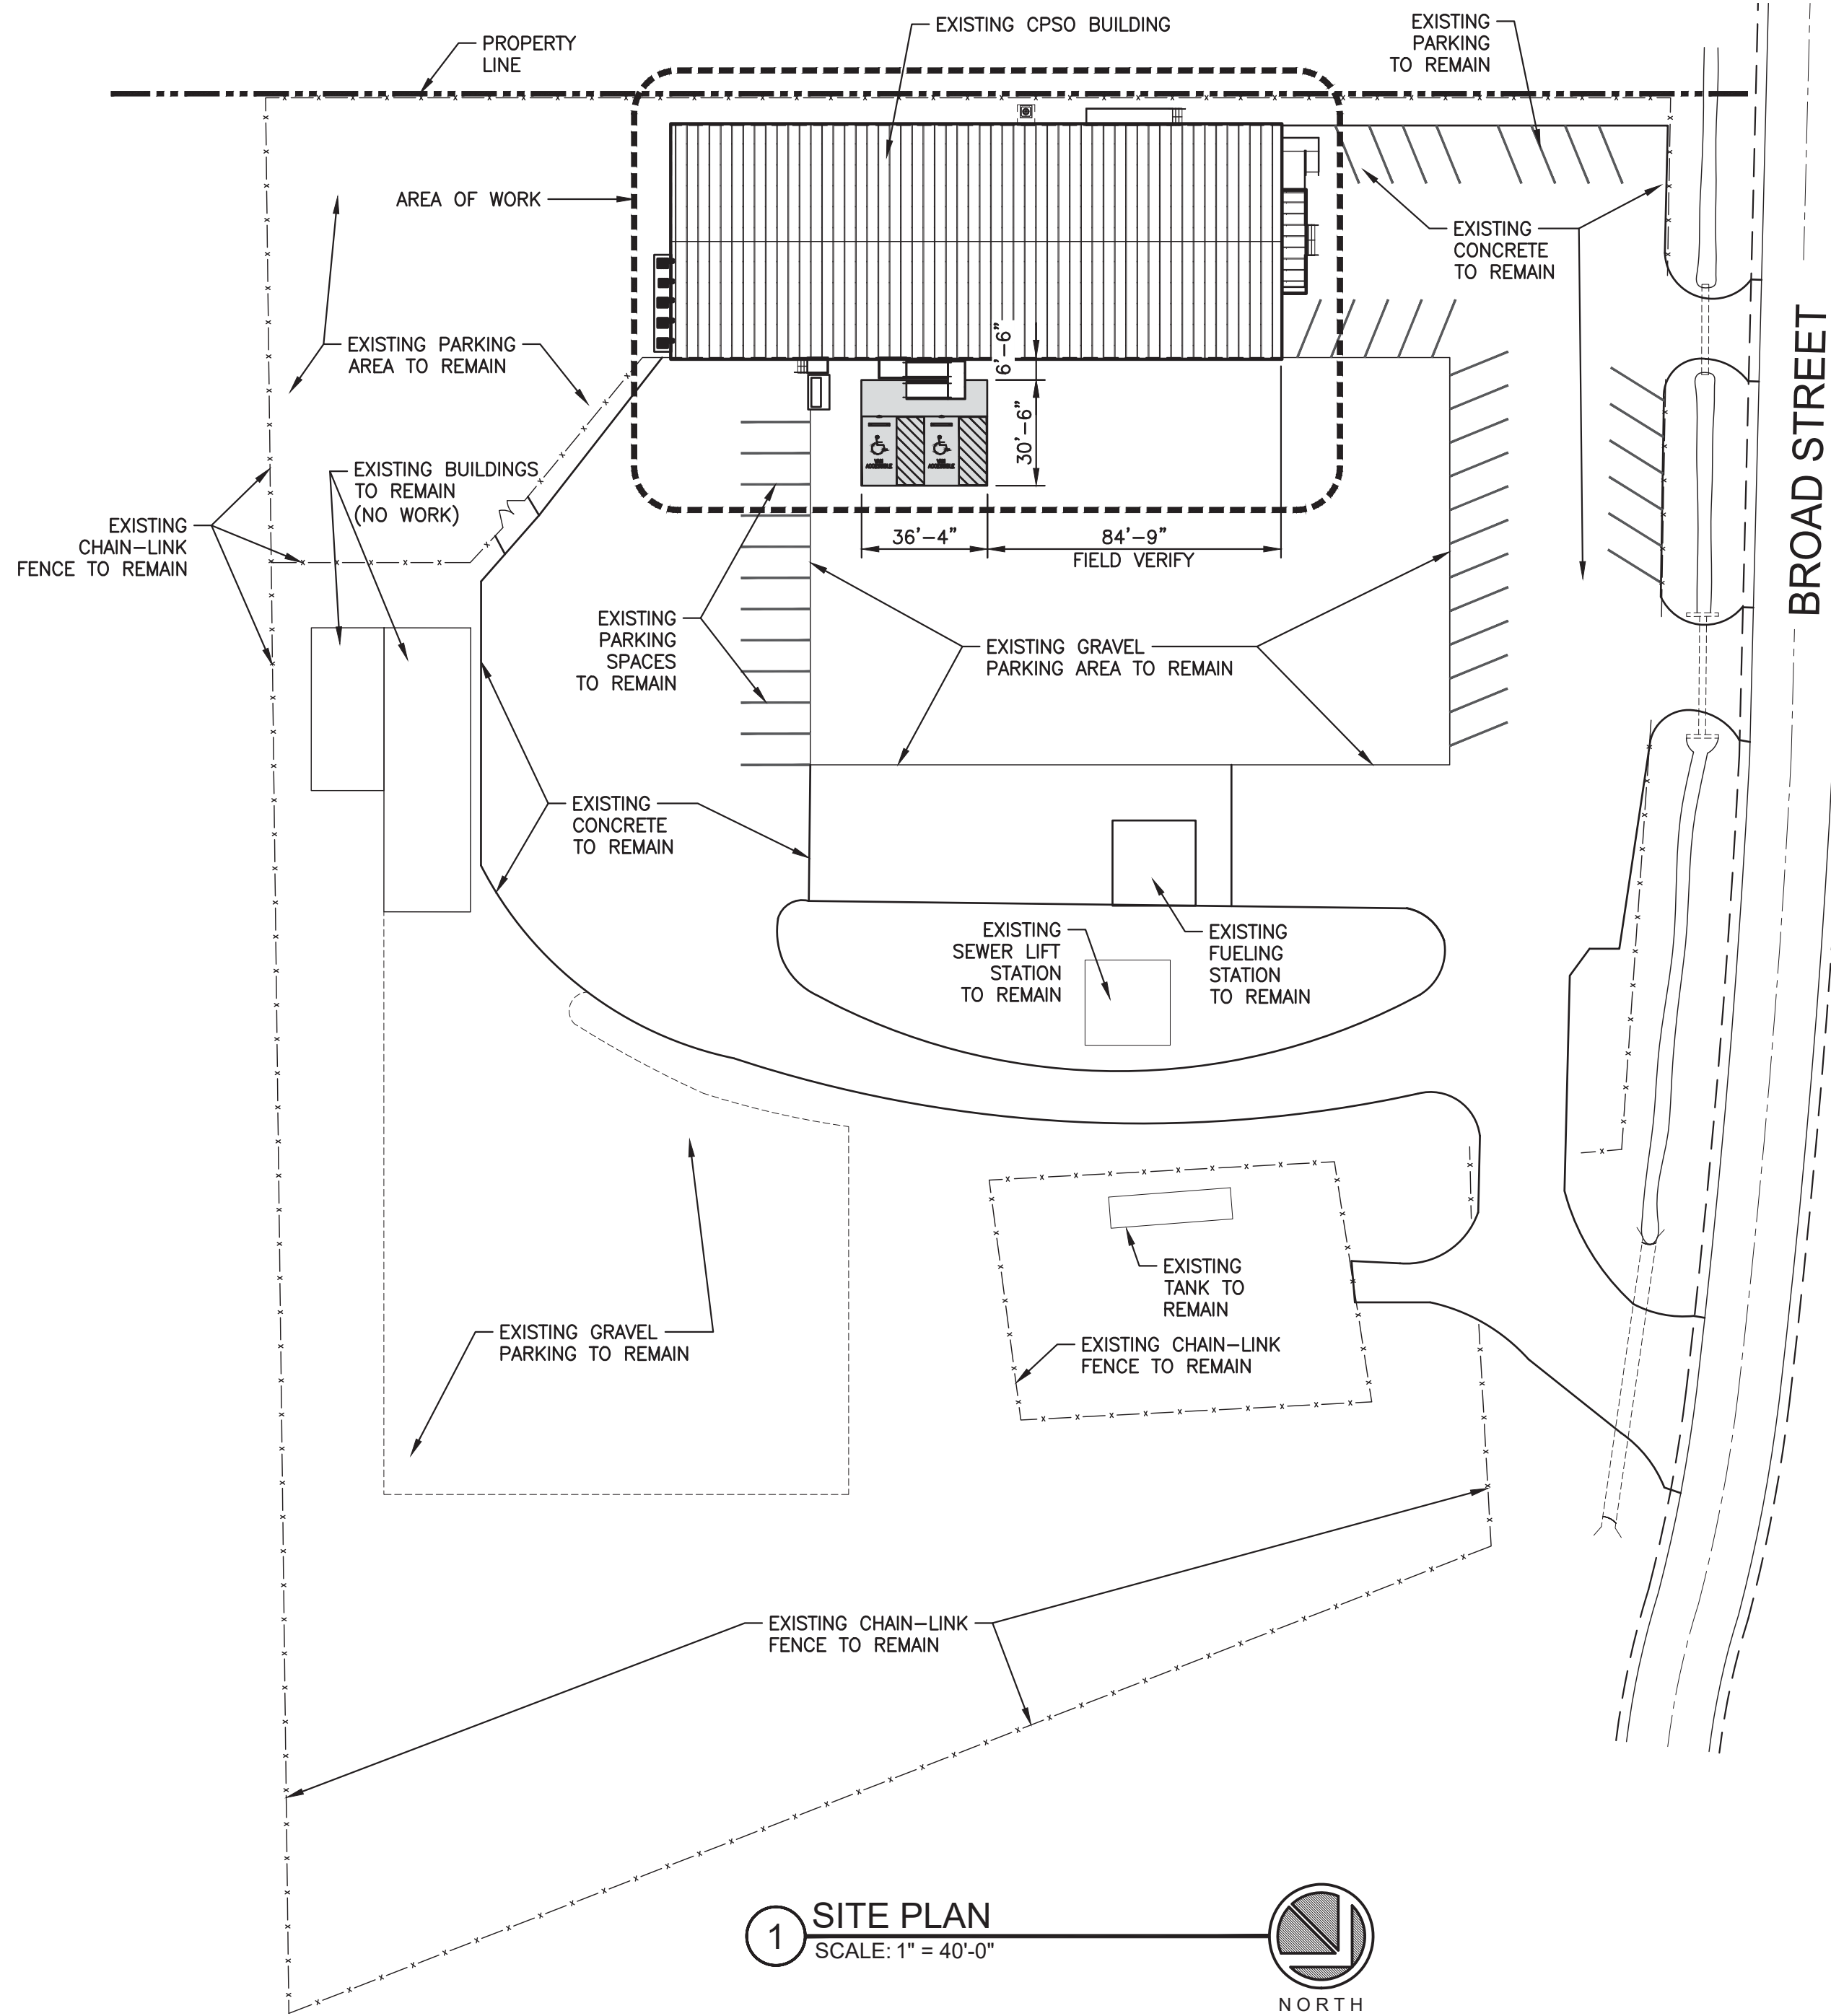 EXISTING CPSO BUILDING
EXISTING
PARKING
TO REMAIN
PROPERTY
LINE
AREA OF WORK
EXISTING
CONCRETE
TO REMAIN
EXISTING PARKING
AREA TO REMAIN
6'-6"
30'-6"
BROAD STREET
VAN
ACCESSIBLE
VAN
ACCESSIBLE
EXISTING BUILDINGS
TO REMAIN
(NO WORK)
EXISTING
CHAIN-LINK
FENCE TO REMAIN
36'-4"
84'-9"
FIELD VERIFY
EXISTING
PARKING
SPACES
TO REMAIN
EXISTING GRAVEL
PARKING AREA TO REMAIN
EXISTING
CONCRETE
TO REMAIN
EXISTING
SEWER LIFT
STATION
TO REMAIN
EXISTING
FUELING
STATION
TO REMAIN
EXISTING
TANK TO
REMAIN
EXISTING GRAVEL
PARKING TO REMAIN
EXISTING CHAIN-LINK
FENCE TO REMAIN
EXISTING CHAIN-LINK
FENCE TO REMAIN
1
SITE PLAN
SCALE: 1" = 40'-0"
NORTH